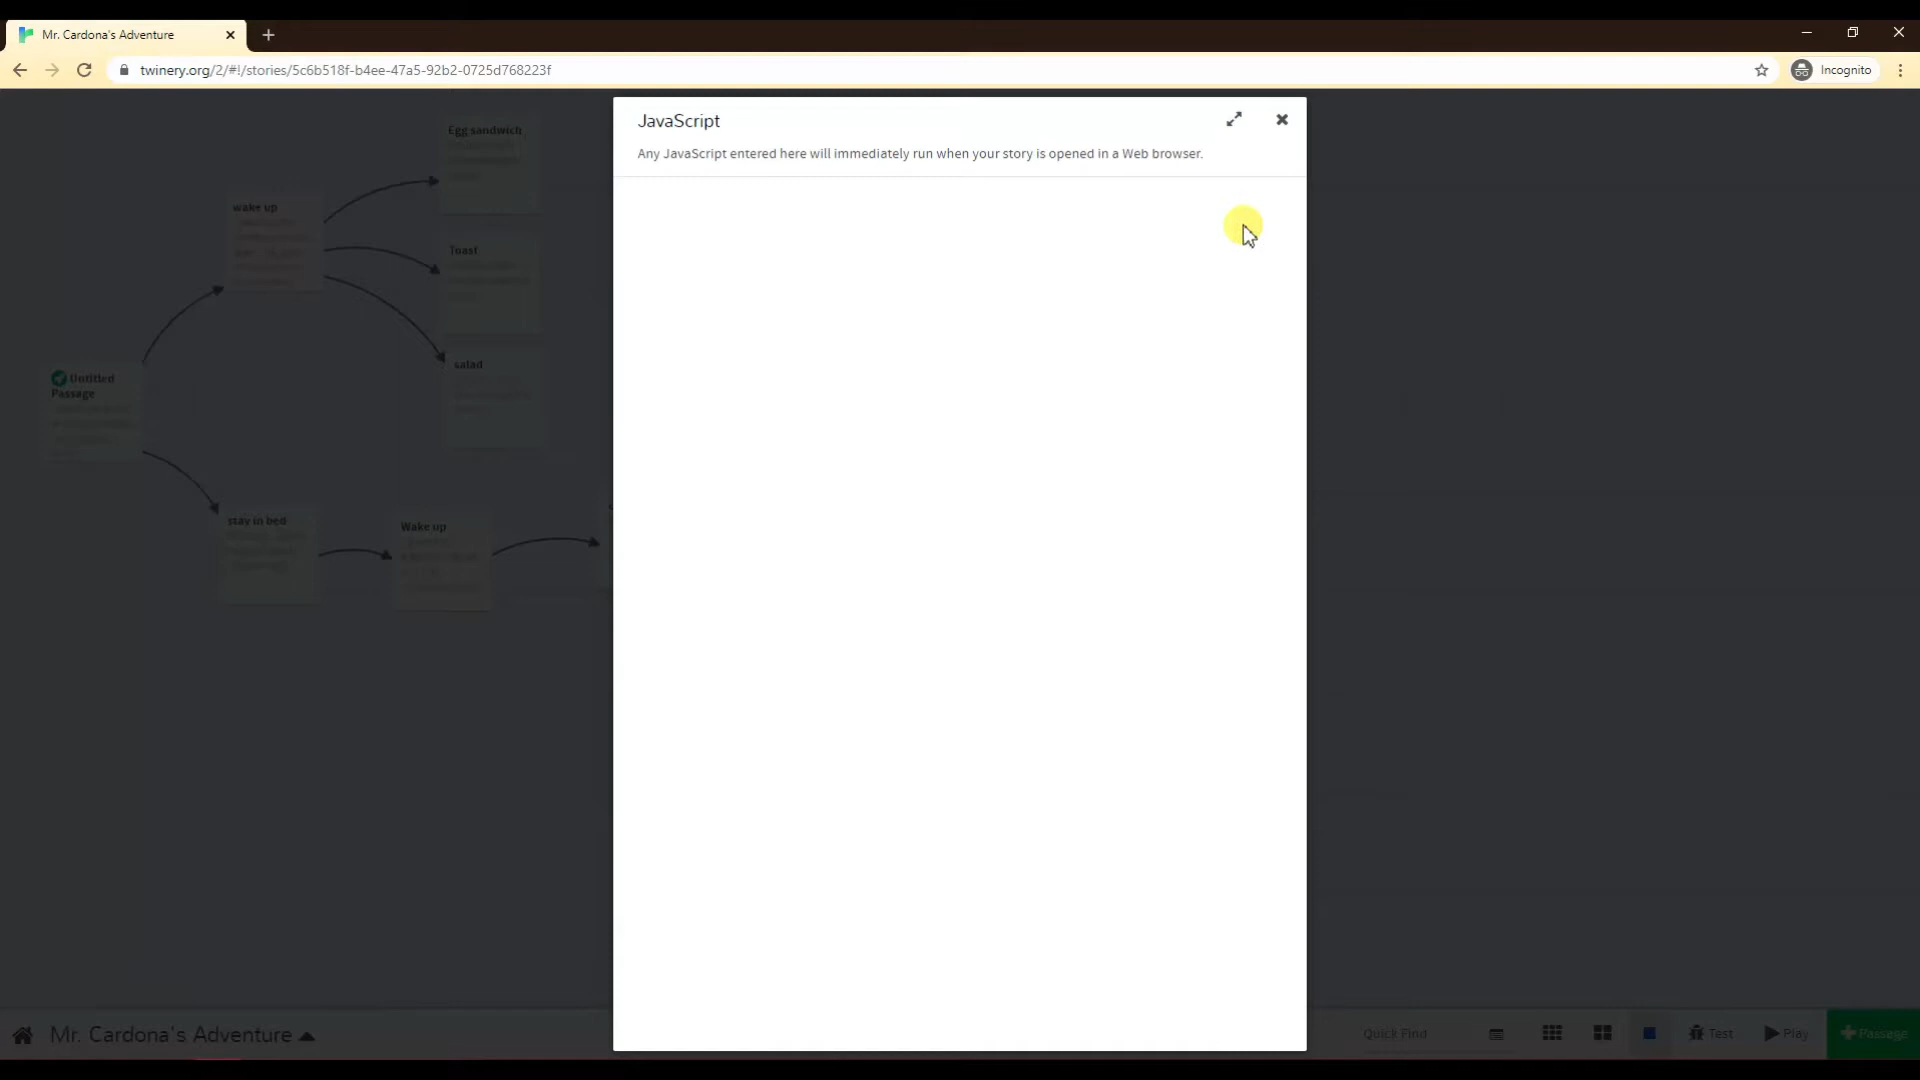 Mr. Cardona's Adventure
twinery.org/2/#!/stories/5c6b518f-b4ee-47a5-92b2-0725d768223f
Incognito
JavaScript
Any JavaScript entered here will immediately run when your story is opened in a Web browser.
Egg sandwich
wake up
Toast
salad
Untitled
Passage
stay in bed
Wake up
Mr. Cardona's Adventure
Quick Find
Test
Play
Passage